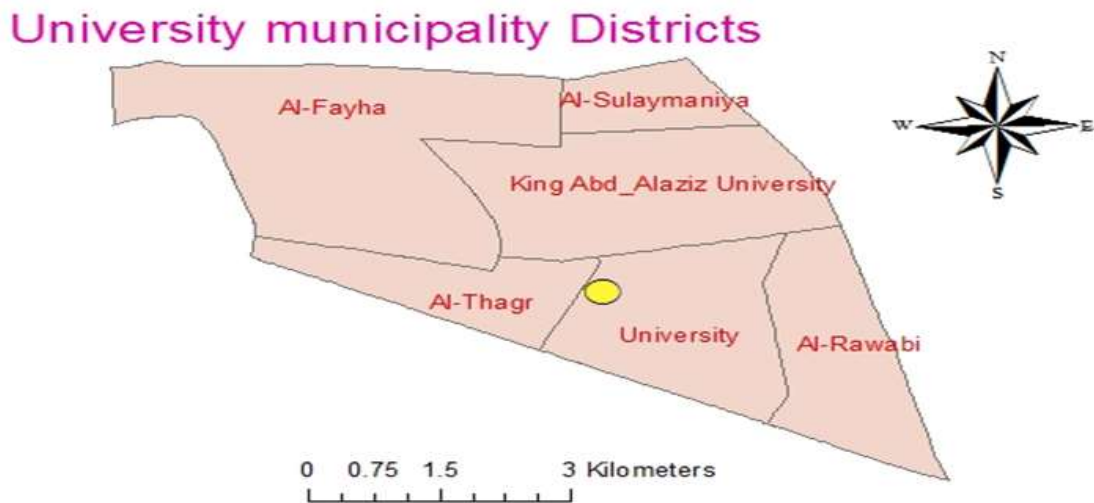 University municipality Districts
N
Al-Fayha
Al-Sulaymaniya
W
E
King Abd_Alaziz University
S
Al-Thagr
University
Al-Rawabi
0 0.75 1.5 3 Kilometers